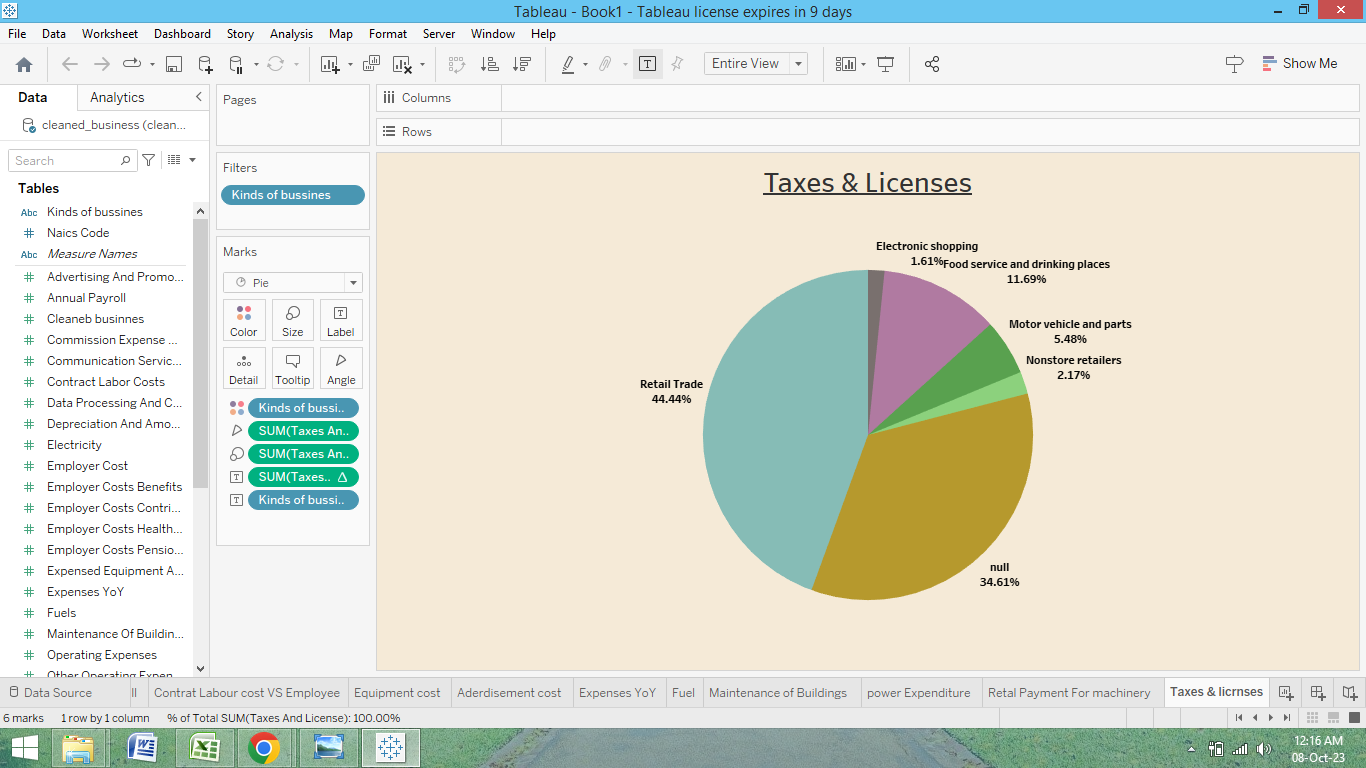 Tableau - Book1 - Tableau license expires in 9 days
File Data Worksheet Dashboard Story Analysis Map Format Server Window Help
Entire View
Show Me
Data Analytics
cleaned_business (clean...
Search
Tables
Abc Kinds of bussines
# Naics Code
Abc Measure Names
# Advertising And Promo...
# Annual Payroll
# Cleaneb businnes
# Commission Expense ...
# Communication Servic...
# Contract Labor Costs
# Data Processing And C...
# Depreciation And Amo...
# Electricity
# Employer Cost
# Employer Costs Benefits
# Employer Costs Contri...
# Employer Costs Health...
# Employer Costs Pensio...
# Expensed Equipment A...
# Expenses YoY
# Fuels
# Maintenance Of Buildin...
# Operating Expenses
# Other Operating Expen
Pages
Filters
Kinds of bussines
Marks
Pie
Color Size Label
Detail Tooltip Angle
Kinds of bussi..
SUM(Taxes An..
SUM(Taxes An..
SUM(Taxes.. △
Kinds of bussi..
Columns
Rows
Taxes & Licenses
Electronic shopping
1.61%
Food service and drinking places
11.69%
Motor vehicle and parts
5.48%
Nonstore retailers
2.17%
Retail Trade
44.44%
null
34.61%
Data Source ll Contrat Labour cost VS Employee Equipment cost Aderdisement cost Expenses YoY Fuel Maintenance of Buildings power Expenditure Retal Payment For machinery Taxes & licrnses
6 marks 1 row by 1 column % of Total SUM(Taxes And License): 100.00%
12:16 AM
08-Oct-23